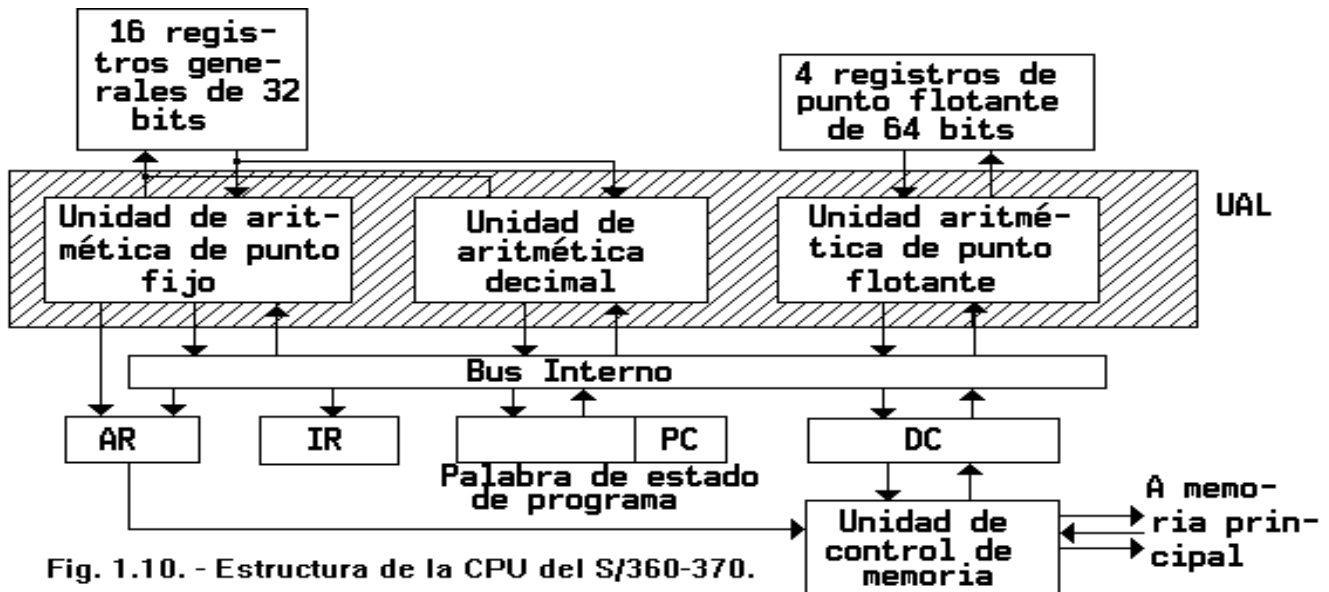 16 regis-
tros gene-
rales de 32
bits
4 registros de
punto flotante
de 64 bits
UAL
Unidad de arit-
mética de punto
fijo
Unidad de
aritmética
decimal
Unidad aritmé-
tica de punto
flotante
Bus Interno
AR
IR
PC
Palabra de estado
de programa
DC
Unidad de
control de
memoria
A memo-
ria prin-
cipal
Fig. 1.10. - Estructura de la CPU del S/360-370.